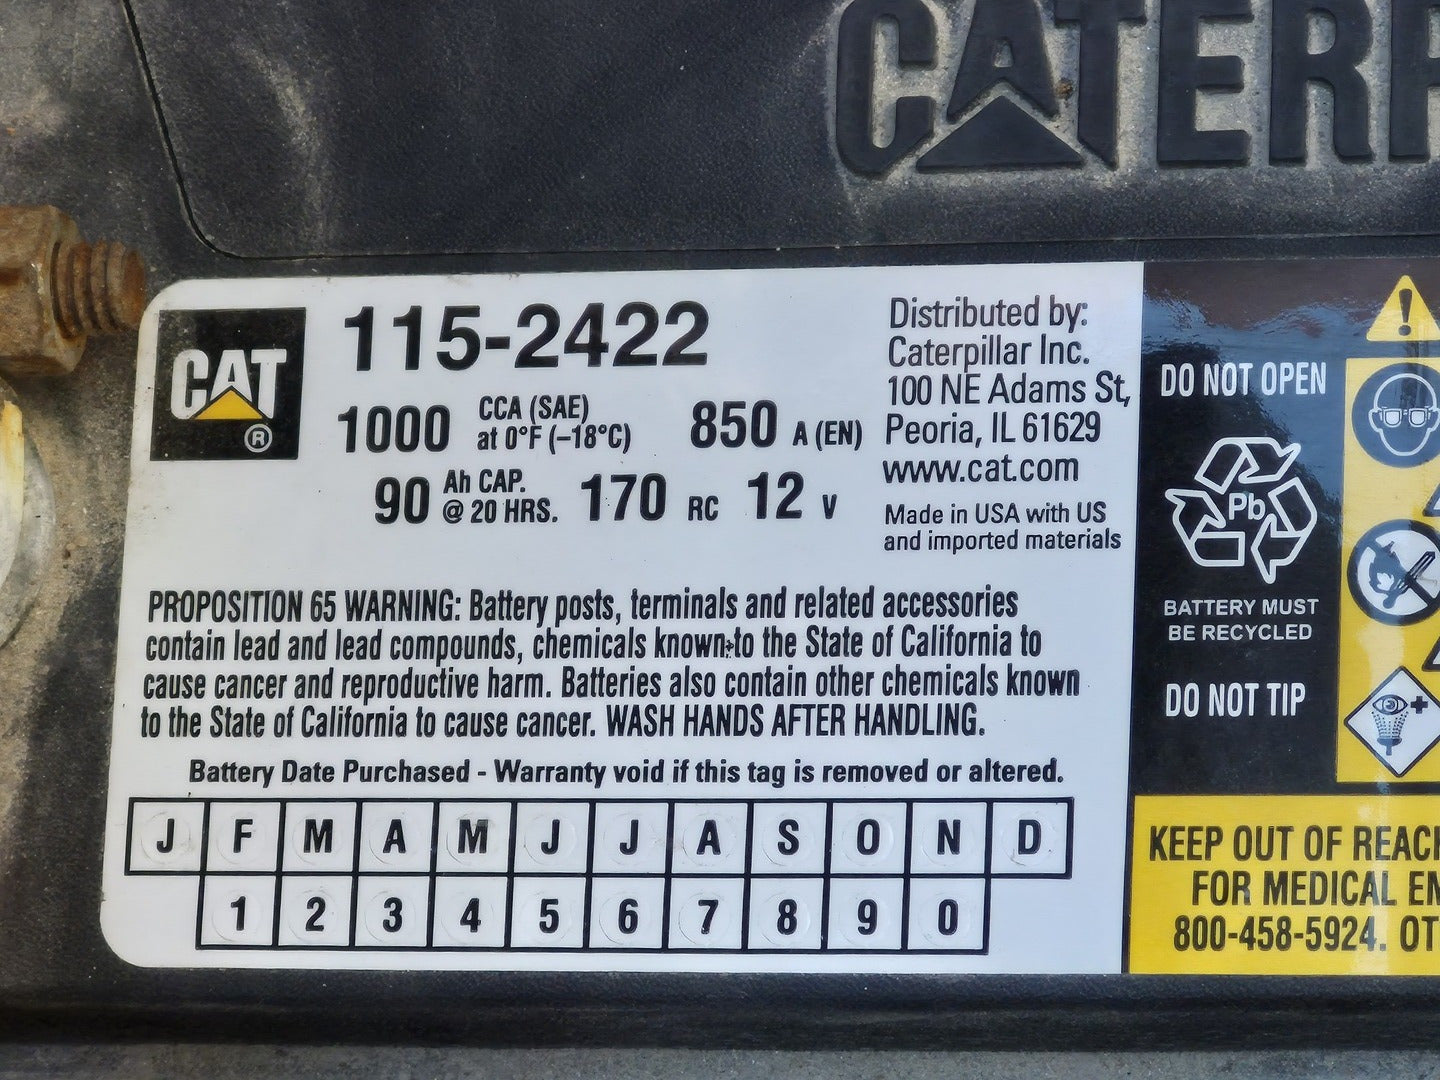 CATERP
CAT
®
115-2422
1000 CCA (SAE) at 0°F (–18°C) 850 A (EN)
90 Ah CAP. @ 20 HRS. 170 RC 12 V
Distributed by:
Caterpillar Inc.
100 NE Adams St,
Peoria, IL 61629
www.cat.com
Made in USA with US
and imported materials
PROPOSITION 65 WARNING: Battery posts, terminals and related accessories
contain lead and lead compounds, chemicals known to the State of California to
cause cancer and reproductive harm. Batteries also contain other chemicals known
to the State of California to cause cancer. WASH HANDS AFTER HANDLING.
Battery Date Purchased - Warranty void if this tag is removed or altered.
J F M A M J J A S O N D
1 2 3 4 5 6 7 8 9 0
DO NOT OPEN
Pb
BATTERY MUST
BE RECYCLED
DO NOT TIP
!
KEEP OUT OF REACH
FOR MEDICAL EM
800-458-5924. OT